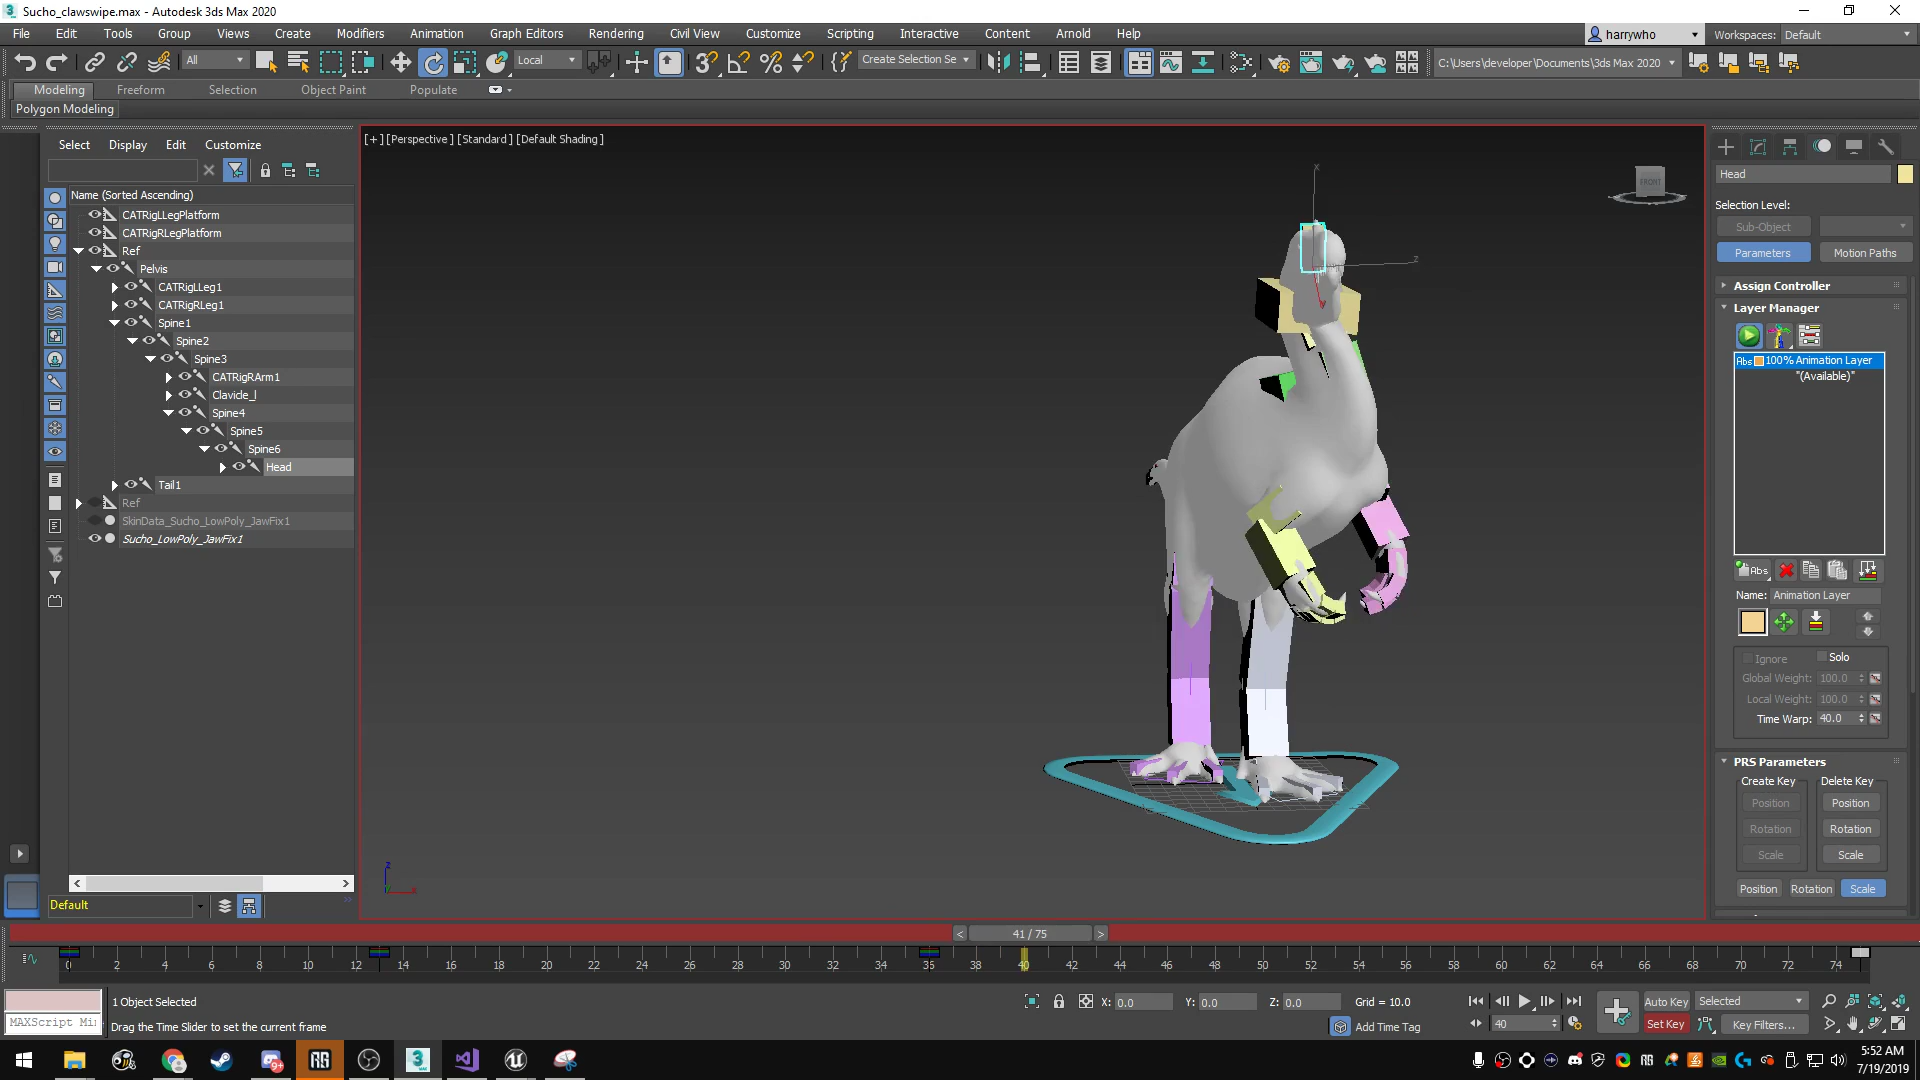 Sucho_clawswipe.max - Autodesk 3ds Max 2020
File Edit Tools Group Views Create Modifiers Animation Graph Editors Rendering Civil View Customize Scripting Interactive Content Arnold Help
harrywho
Workspaces: Default
All
Local
Create Selection Se
C:\Users\developer\Documents\3ds Max 2020
Modeling Freeform Selection Object Paint Populate
Polygon Modeling
Select Display Edit Customize
Name (Sorted Ascending)
CATRigLLegPlatform
CATRigRLegPlatform
Ref
Pelvis
CATRigLLeg1
CATRigRLeg1
Spine1
Spine2
Spine3
CATRigRArm1
Clavicle_l
Spine4
Spine5
Spine6
Head
Tail1
Ref
SkinData_Sucho_LowPoly_JawFix1
Sucho_LowPoly_JawFix1
Default
[+] [Perspective] [Standard] [Default Shading]
x
z
y
FRONT
z
x
Head
Selection Level:
Sub-Object
Parameters Motion Paths
Assign Controller
Layer Manager
Abs 100% Animation Layer
"(Available)"
Abs
Name: Animation Layer
Ignore Solo
Global Weight: 100.0
Local Weight: 100.0
Time Warp: 40.0
PRS Parameters
Create Key Delete Key
Position Position
Rotation Rotation
Scale Scale
Position Rotation Scale
< 41 / 75 >
0 2 4 6 8 10 12 14 16 18 20 22 24 26 28 30 32 34 35 38 40 42 44 46 48 50 52 54 56 58 60 62 64 66 68 70 72 74
1 Object Selected
X: 0.0 Y: 0.0 Z: 0.0 Grid = 10.0
Auto Key Selected
MAXScript Mi
Drag the Time Slider to set the current frame
Add Time Tag
40
Set Key Key Filters...
9+
5:52 AM
7/19/2019